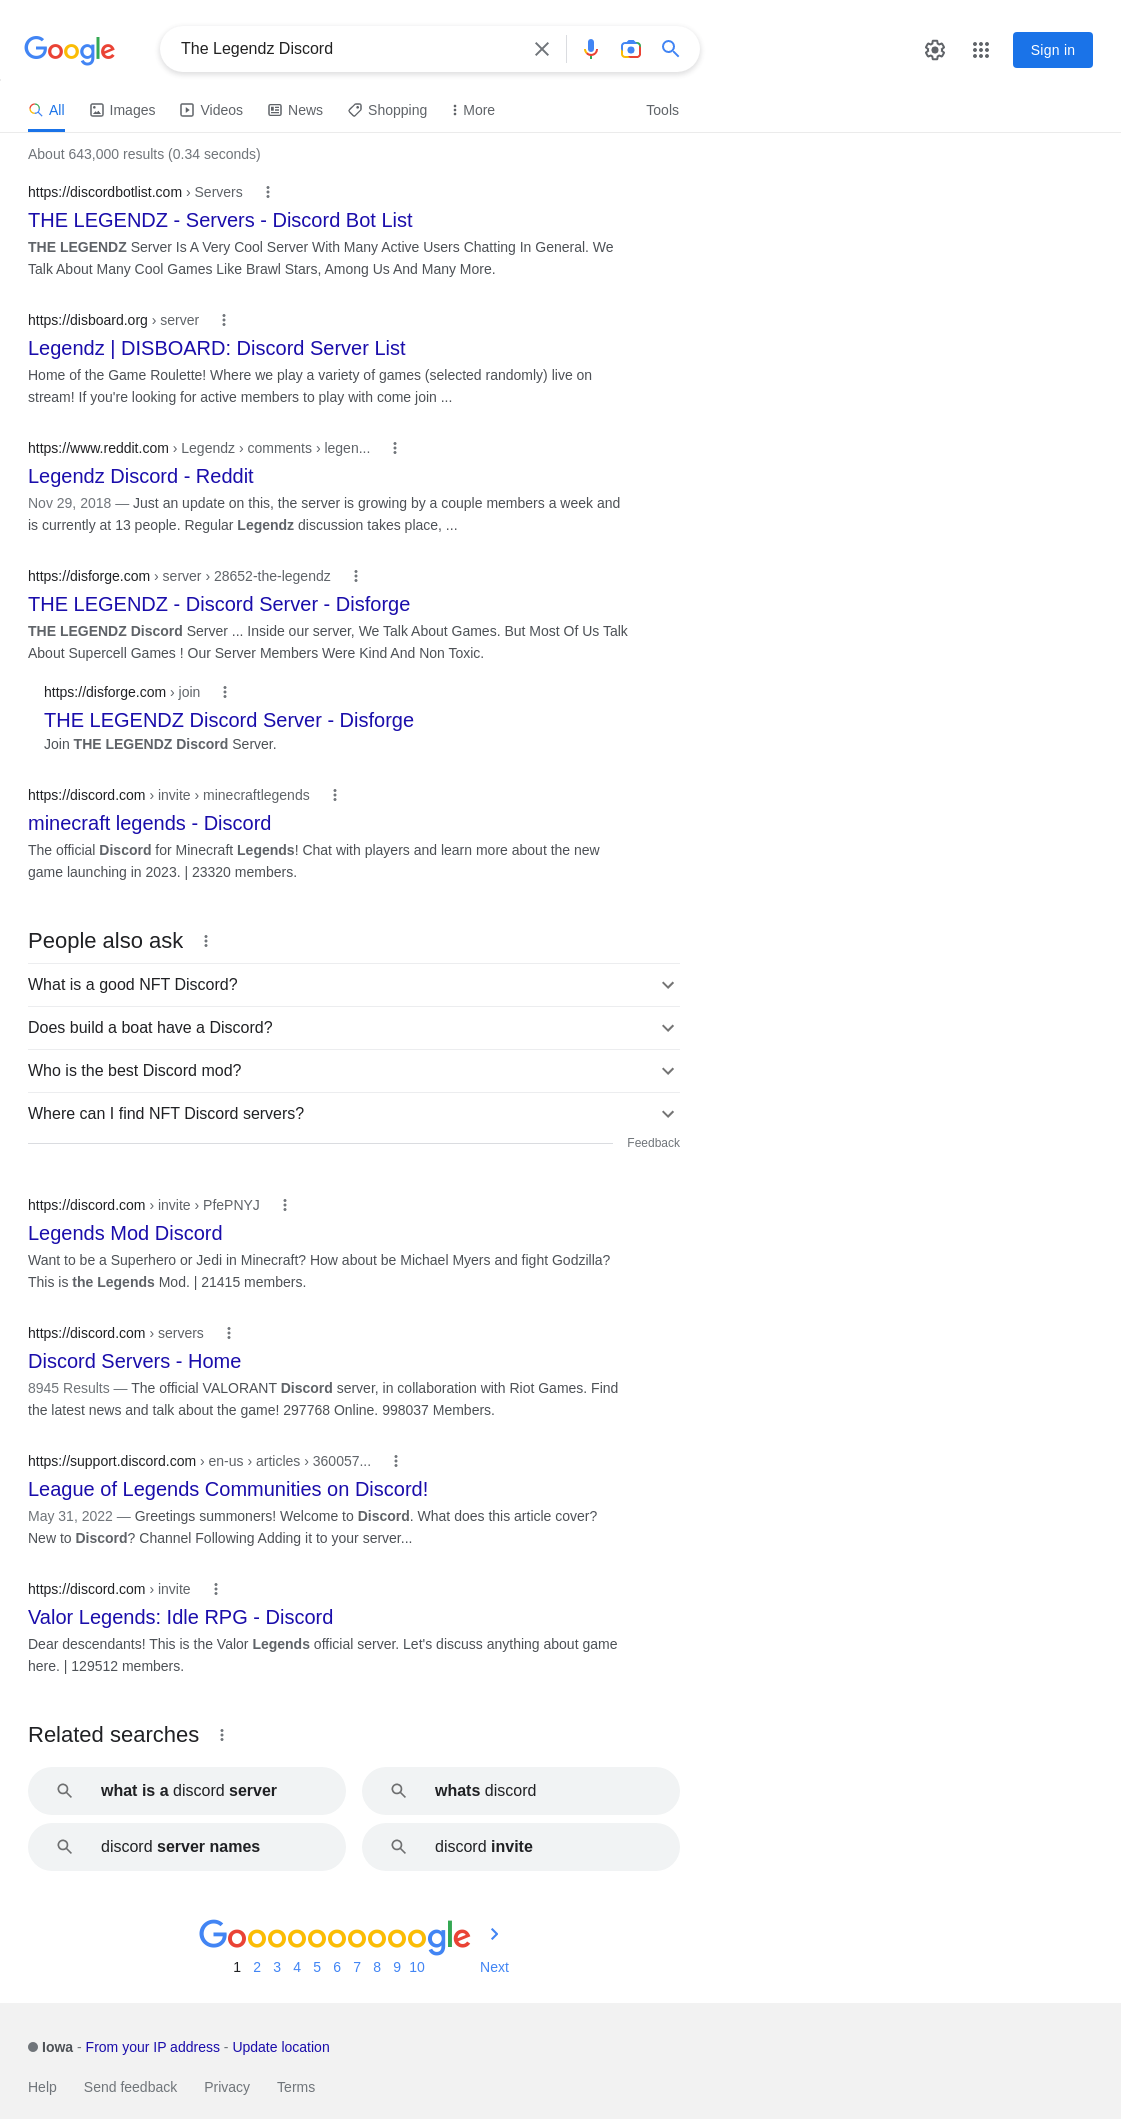 Google
The Legendz Discord
Sign in
All Images Videos News Shopping More Tools
About 643,000 results (0.34 seconds)
https://discordbotlist.com › Servers
THE LEGENDZ - Servers - Discord Bot List
THE LEGENDZ Server Is A Very Cool Server With Many Active Users Chatting In General. We
Talk About Many Cool Games Like Brawl Stars, Among Us And Many More.
https://disboard.org › server
Legendz | DISBOARD: Discord Server List
Home of the Game Roulette! Where we play a variety of games (selected randomly) live on
stream! If you're looking for active members to play with come join ...
https://www.reddit.com › Legendz › comments › legen...
Legendz Discord - Reddit
Nov 29, 2018 — Just an update on this, the server is growing by a couple members a week and
is currently at 13 people. Regular Legendz discussion takes place, ...
https://disforge.com › server › 28652-the-legendz
THE LEGENDZ - Discord Server - Disforge
THE LEGENDZ Discord Server ... Inside our server, We Talk About Games. But Most Of Us Talk
About Supercell Games ! Our Server Members Were Kind And Non Toxic.
https://disforge.com › join
THE LEGENDZ Discord Server - Disforge
Join THE LEGENDZ Discord Server.
https://discord.com › invite › minecraftlegends
minecraft legends - Discord
The official Discord for Minecraft Legends! Chat with players and learn more about the new
game launching in 2023. | 23320 members.
People also ask
What is a good NFT Discord?
Does build a boat have a Discord?
Who is the best Discord mod?
Where can I find NFT Discord servers?
Feedback
https://discord.com › invite › PfePNYJ
Legends Mod Discord
Want to be a Superhero or Jedi in Minecraft? How about be Michael Myers and fight Godzilla?
This is the Legends Mod. | 21415 members.
https://discord.com › servers
Discord Servers - Home
8945 Results — The official VALORANT Discord server, in collaboration with Riot Games. Find
the latest news and talk about the game! 297768 Online. 998037 Members.
https://support.discord.com › en-us › articles › 360057...
League of Legends Communities on Discord!
May 31, 2022 — Greetings summoners! Welcome to Discord. What does this article cover?
New to Discord? Channel Following Adding it to your server...
https://discord.com › invite
Valor Legends: Idle RPG - Discord
Dear descendants! This is the Valor Legends official server. Let's discuss anything about game
here. | 129512 members.
Related searches
what is a discord server
whats discord
discord server names
discord invite
Goooooooooogle
1 2 3 4 5 6 7 8 9 10 Next
Iowa - From your IP address - Update location
Help Send feedback Privacy Terms